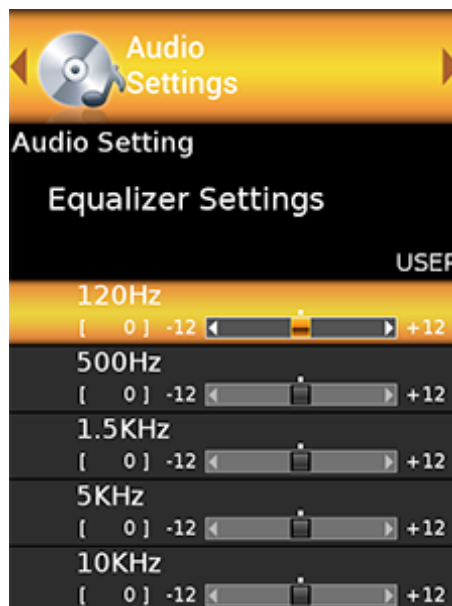 Audio
Settings
Audio Setting
Equalizer Settings
USER
120Hz
[ 0 ] -12 +12
500Hz
[ 0 ] -12 +12
1.5KHz
[ 0 ] -12 +12
5KHz
[ 0 ] -12 +12
10KHz
[ 0 ] -12 +12